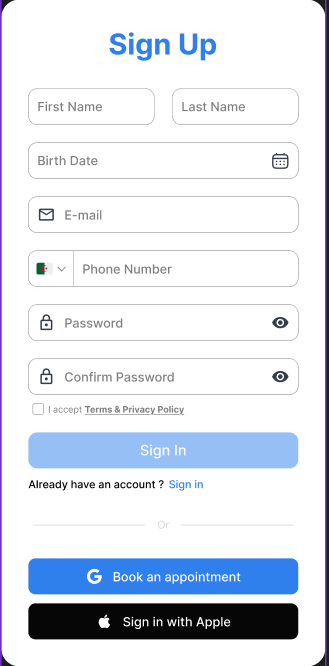 Sign Up
First Name
Last Name
Birth Date
E-mail
Phone Number
Password
Confirm Password
I accept Terms & Privacy Policy
Sign In
Already have an account ? Sign in
Or
Book an appointment
Sign in with Apple